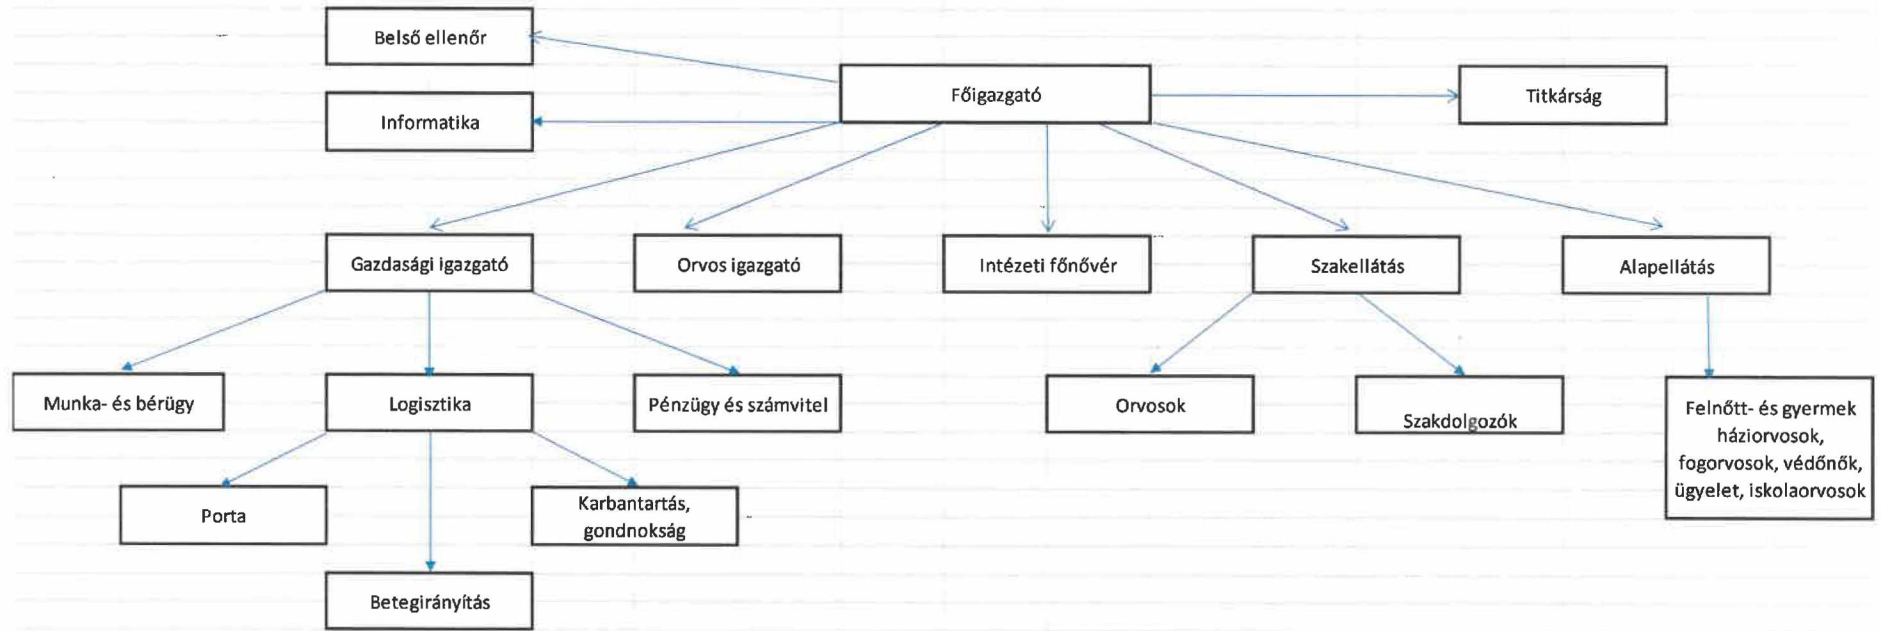 Belső ellenőr
Főigazgató
Titkárság
Informatika
Gazdasági igazgató
Orvos igazgató
Intézeti főnővér
Szakellátás
Alapellátás
Munka- és bérügy
Logisztika
Pénzügy és számvitel
Orvosok
Szakdolgozók
Felnőtt- és gyermek
háziorvosok,
fogorvosok, védőnők,
ügyelet, iskolaorvosok
Porta
Karbantartás,
gondnokság
Betegirányítás